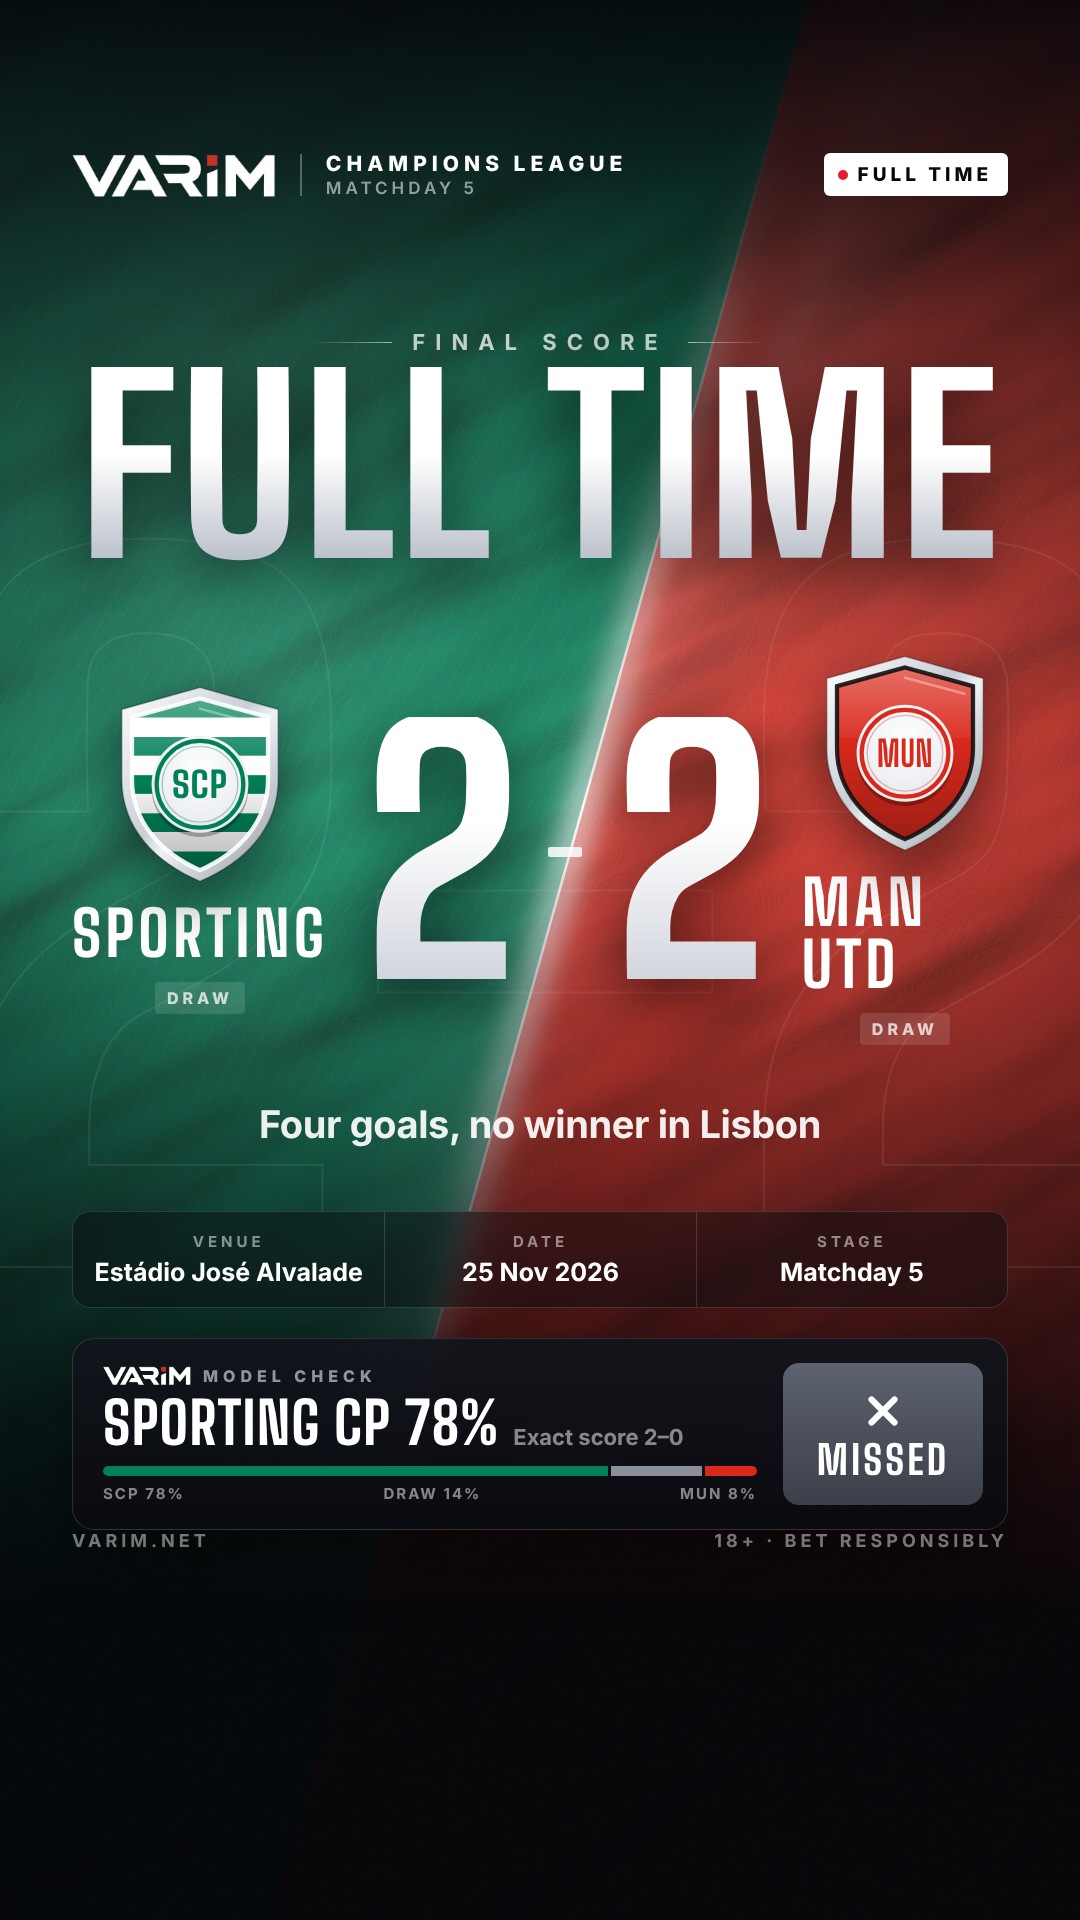 VARiM
CHAMPIONS LEAGUE
MATCHDAY 5
FULL TIME
FINAL SCORE
FULL TIME
SCP
MUN
2 - 2
SPORTING
MAN
UTD
DRAW
DRAW
Four goals, no winner in Lisbon
VENUE
Estádio José Alvalade
DATE
25 Nov 2026
STAGE
Matchday 5
VARiM MODEL CHECK
SPORTING CP 78% Exact score 2–0
SCP 78% DRAW 14% MUN 8%
MISSED
VARIM.NET
18+ · BET RESPONSIBLY